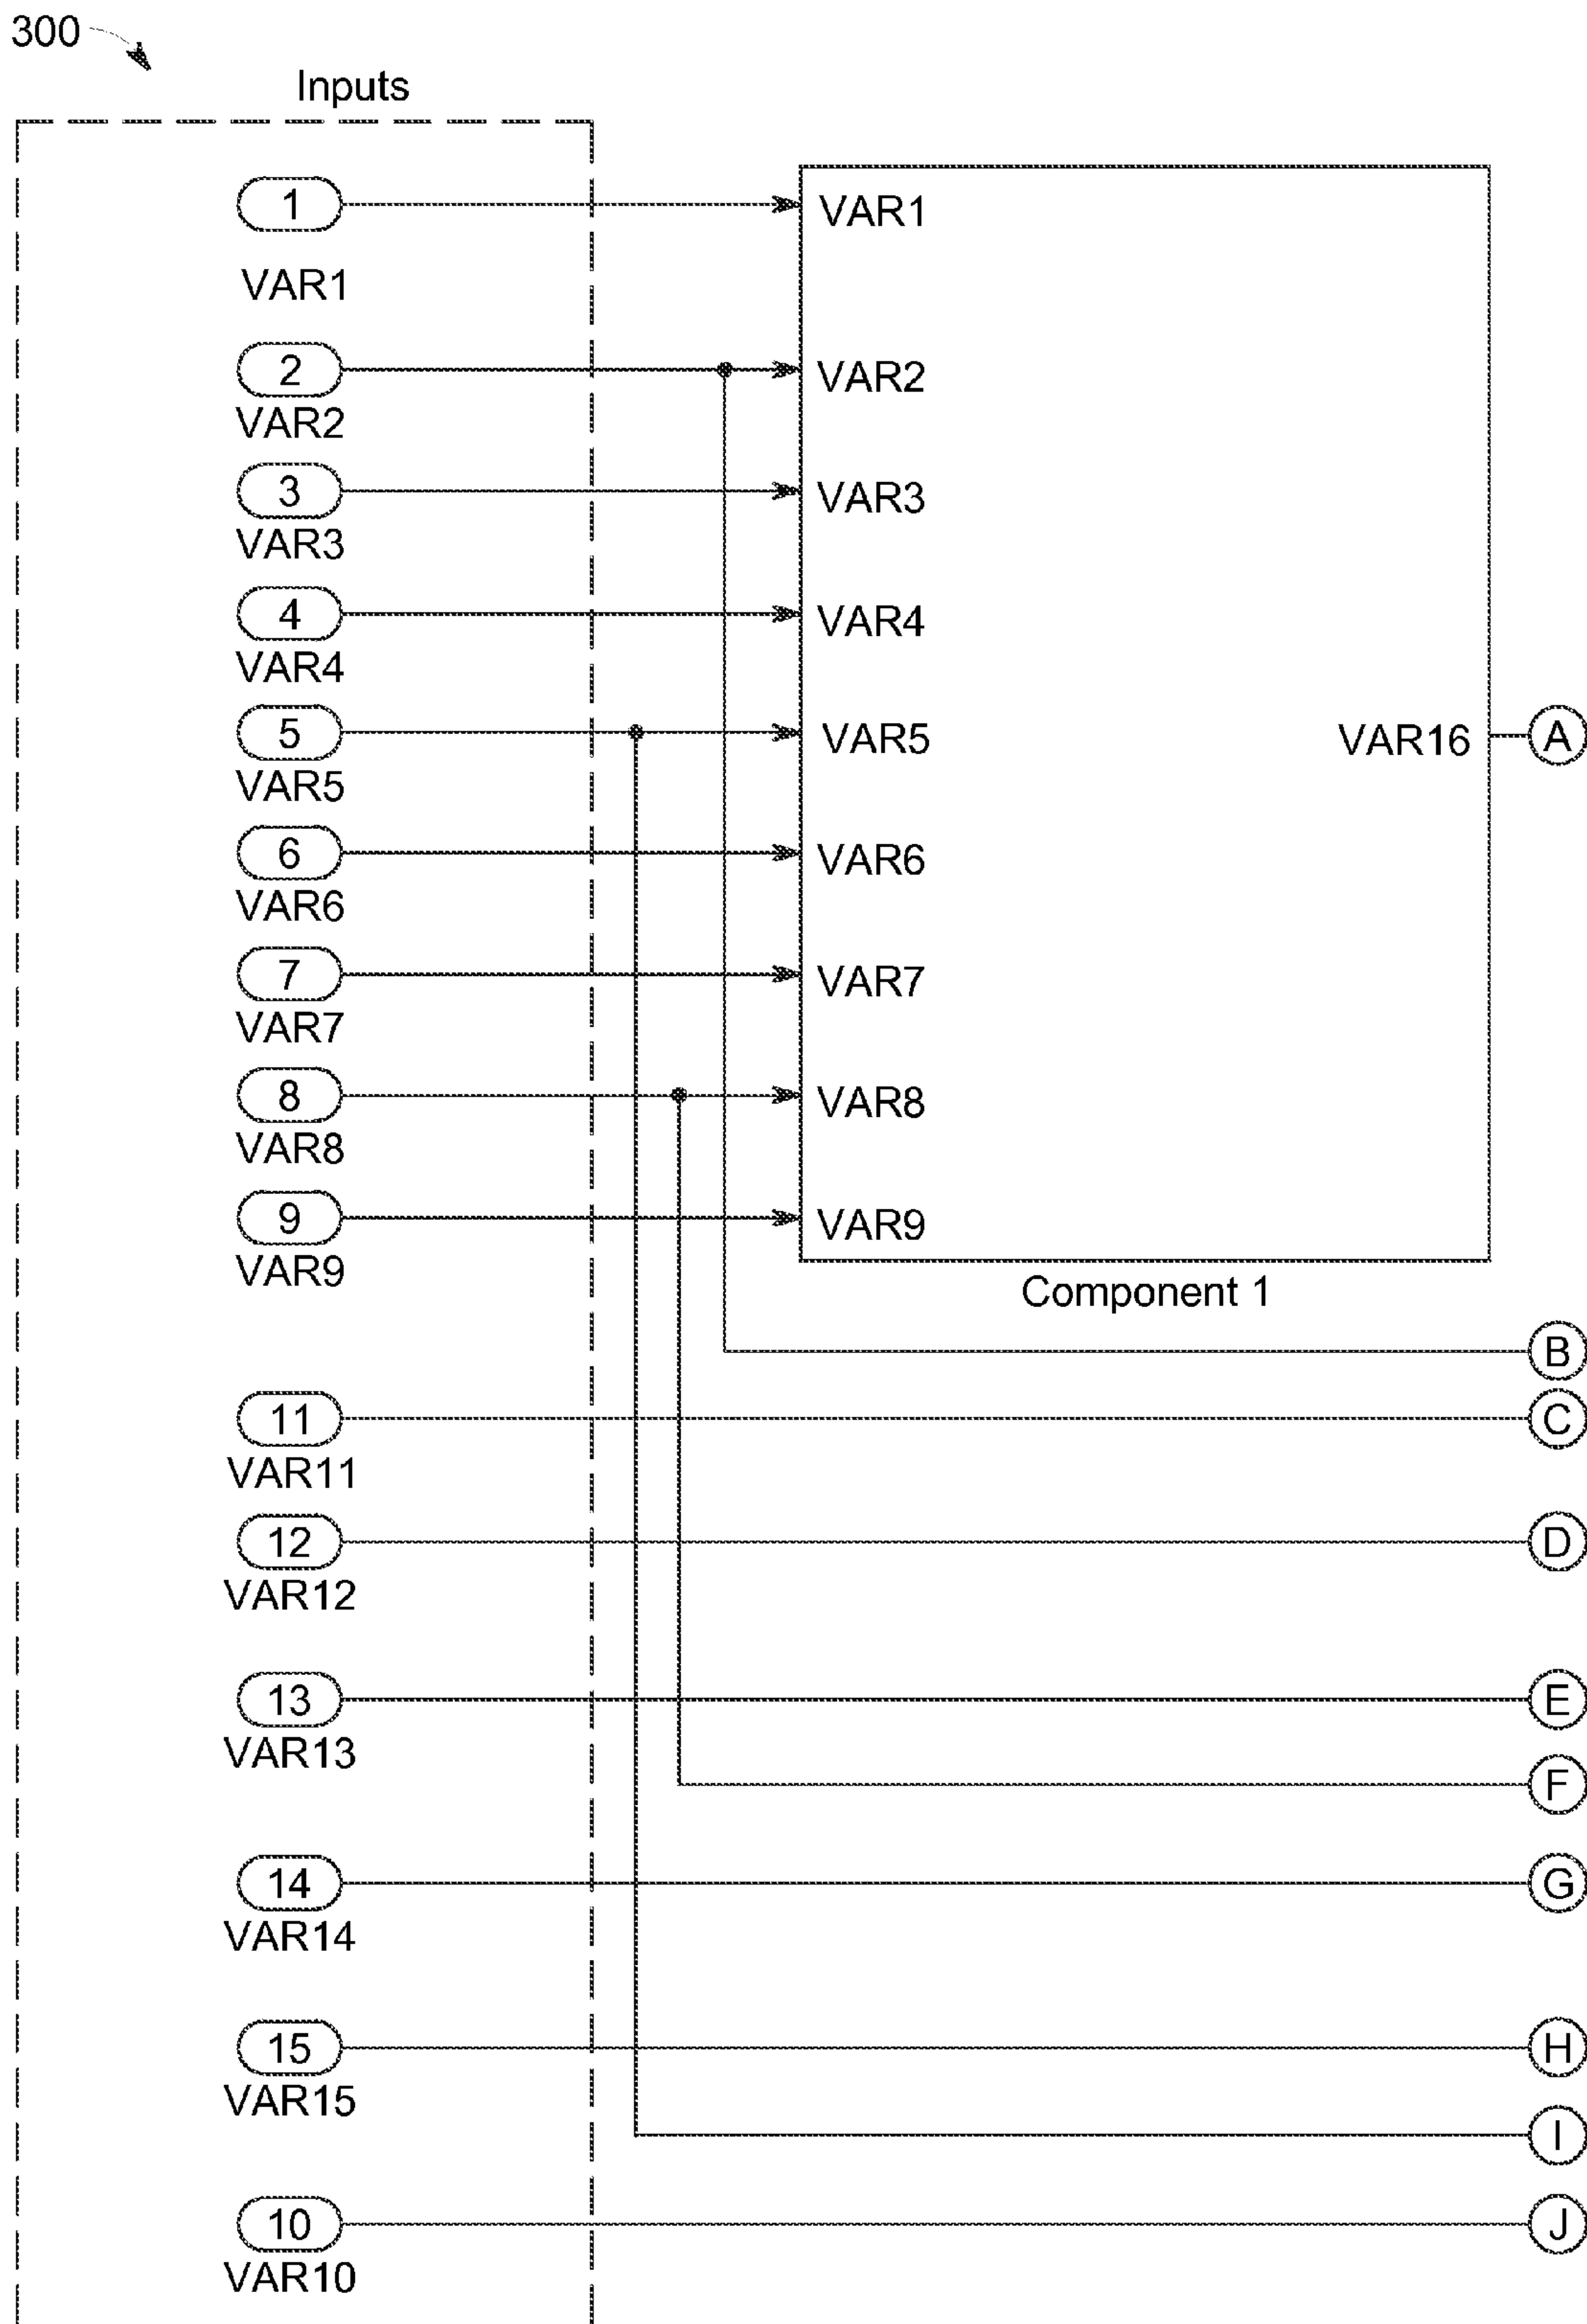 300
Inputs
1
VAR1
VAR1
2
VAR2
VAR2
3
VAR3
VAR3
4
VAR4
VAR4
5
VAR5
VAR5
VAR16
A
6
VAR6
VAR6
7
VAR7
VAR7
8
VAR8
VAR8
9
VAR9
VAR9
Component 1
B
11
C
VAR11
12
D
VAR12
13
E
VAR13
F
14
G
VAR14
15
H
VAR15
I
10
J
VAR10